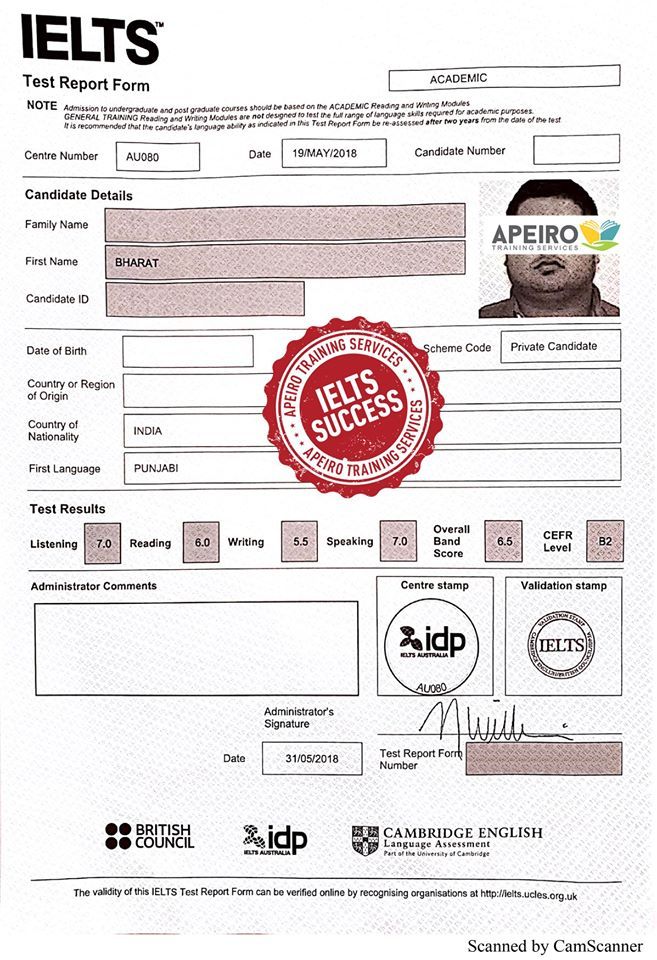 IELTS™
Test Report Form
ACADEMIC
NOTE Admission to undergraduate and post graduate courses should be based on the ACADEMIC Reading and Writing Modules
GENERAL TRAINING Reading and Writing Modules are not designed to test the full range of language skills required for academic purposes.
It is recommended that the candidate's language ability as indicated in this Test Report Form be re-assessed after two years from the date of the test
Centre Number AU080 Date 19/MAY/2018 Candidate Number
Candidate Details
Family Name
First Name BHARAT
Candidate ID
APEIRO
TRAINING SERVICES
Date of Birth
Scheme Code Private Candidate
Country or Region
of Origin
Country of
Nationality INDIA
First Language PUNJABI
APEIRO TRAINING SERVICES
IELTS
SUCCESS
APEIRO TRAINING SERVICES
Test Results
Listening 7.0 Reading 6.0 Writing 5.5 Speaking 7.0 Overall Band Score 6.5 CEFR Level B2
Administrator Comments
Centre stamp
idp
IELTS AUSTRALIA
AU080
Validation stamp
IELTS
Administrator's
Signature
Date 31/05/2018
Test Report Form
Number
BRITISH
COUNCIL
idp
IELTS AUSTRALIA
CAMBRIDGE ENGLISH
Language Assessment
Part of the University of Cambridge
The validity of this IELTS Test Report Form can be verified online by recognising organisations at http://ielts.ucles.org.uk
Scanned by CamScanner